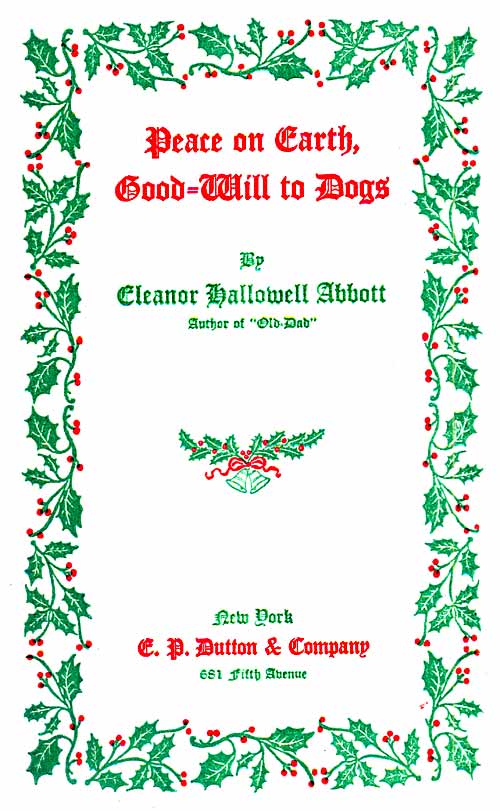 Peace on Earth,
Good-Will to Dogs
By
Eleanor Hallowell Abbott
Author of "Old-Dad"
New York
E. P. Dutton & Company
681 Fifth Avenue